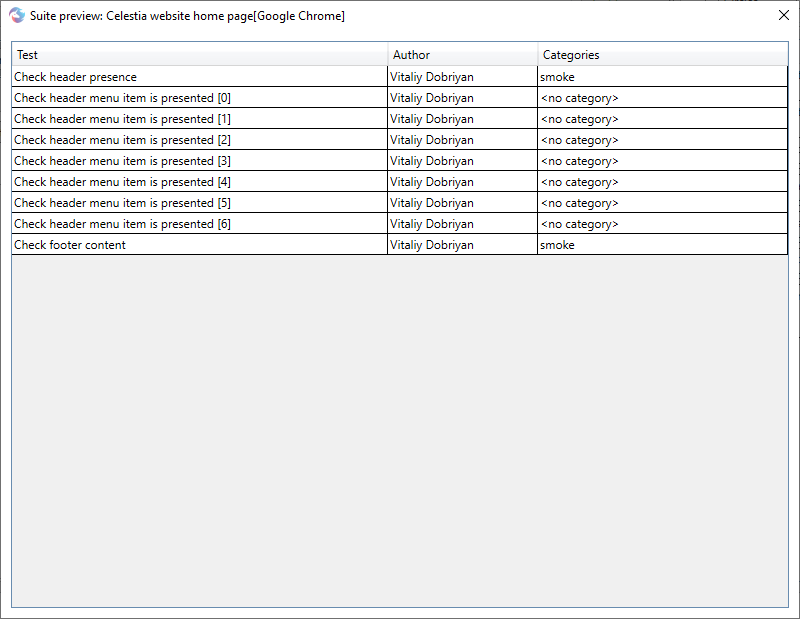 Suite preview: Celestia website home page[Google Chrome]
Test Author Categories
Check header presence Vitaliy Dobriyan smoke
Check header menu item is presented [0] Vitaliy Dobriyan <no category>
Check header menu item is presented [1] Vitaliy Dobriyan <no category>
Check header menu item is presented [2] Vitaliy Dobriyan <no category>
Check header menu item is presented [3] Vitaliy Dobriyan <no category>
Check header menu item is presented [4] Vitaliy Dobriyan <no category>
Check header menu item is presented [5] Vitaliy Dobriyan <no category>
Check header menu item is presented [6] Vitaliy Dobriyan <no category>
Check footer content Vitaliy Dobriyan smoke